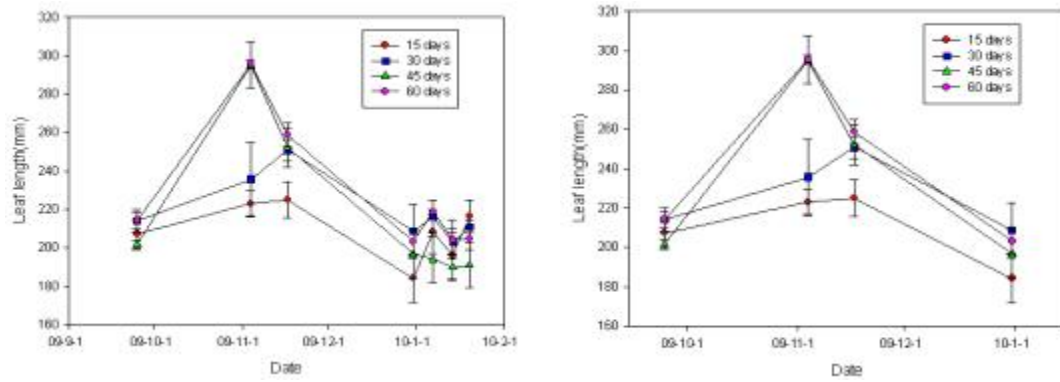 320
300
280
260
240
220
200
180
160
Leaf length(mm)
15 days
30 days
45 days
60 days
09-9-1
09-10-1
09-11-1
09-12-1
10-1-1
10-2-1
Date
320
300
280
260
240
220
200
180
160
Leaf length(mm)
15 days
30 days
45 days
60 days
09-10-1
09-11-1
09-12-1
10-1-1
Date